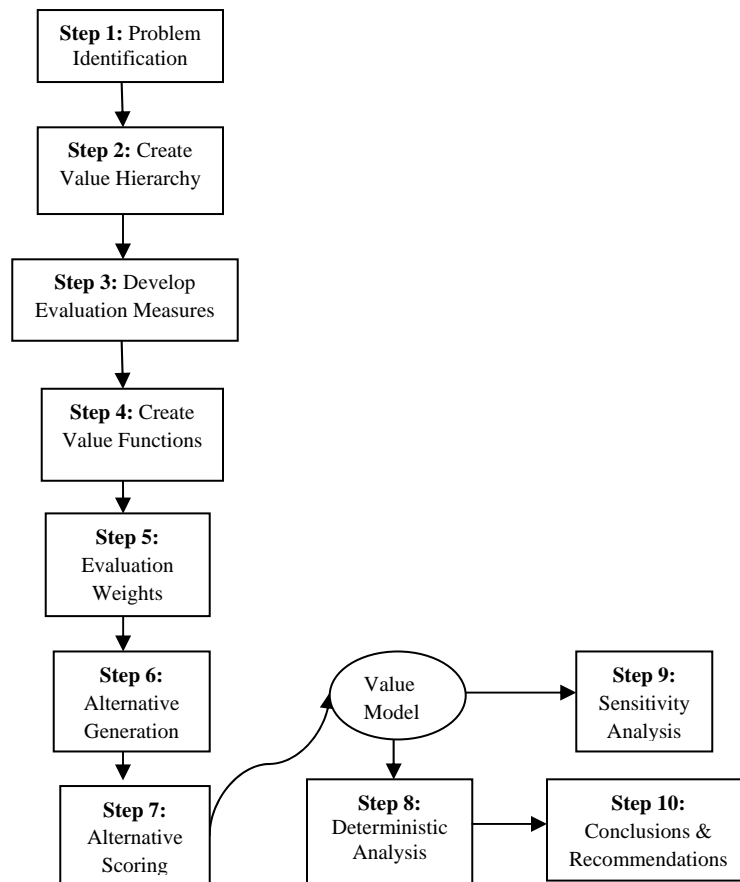 Step 1: Problem
Identification
Step 2: Create
Value Hierarchy
Step 3: Develop
Evaluation Measures
Step 4: Create
Value Functions
Step 5:
Evaluation
Weights
Step 6:
Alternative
Generation
Step 7:
Alternative
Scoring
Value
Model
Step 8:
Deterministic
Analysis
Step 9:
Sensitivity
Analysis
Step 10:
Conclusions &
Recommendations